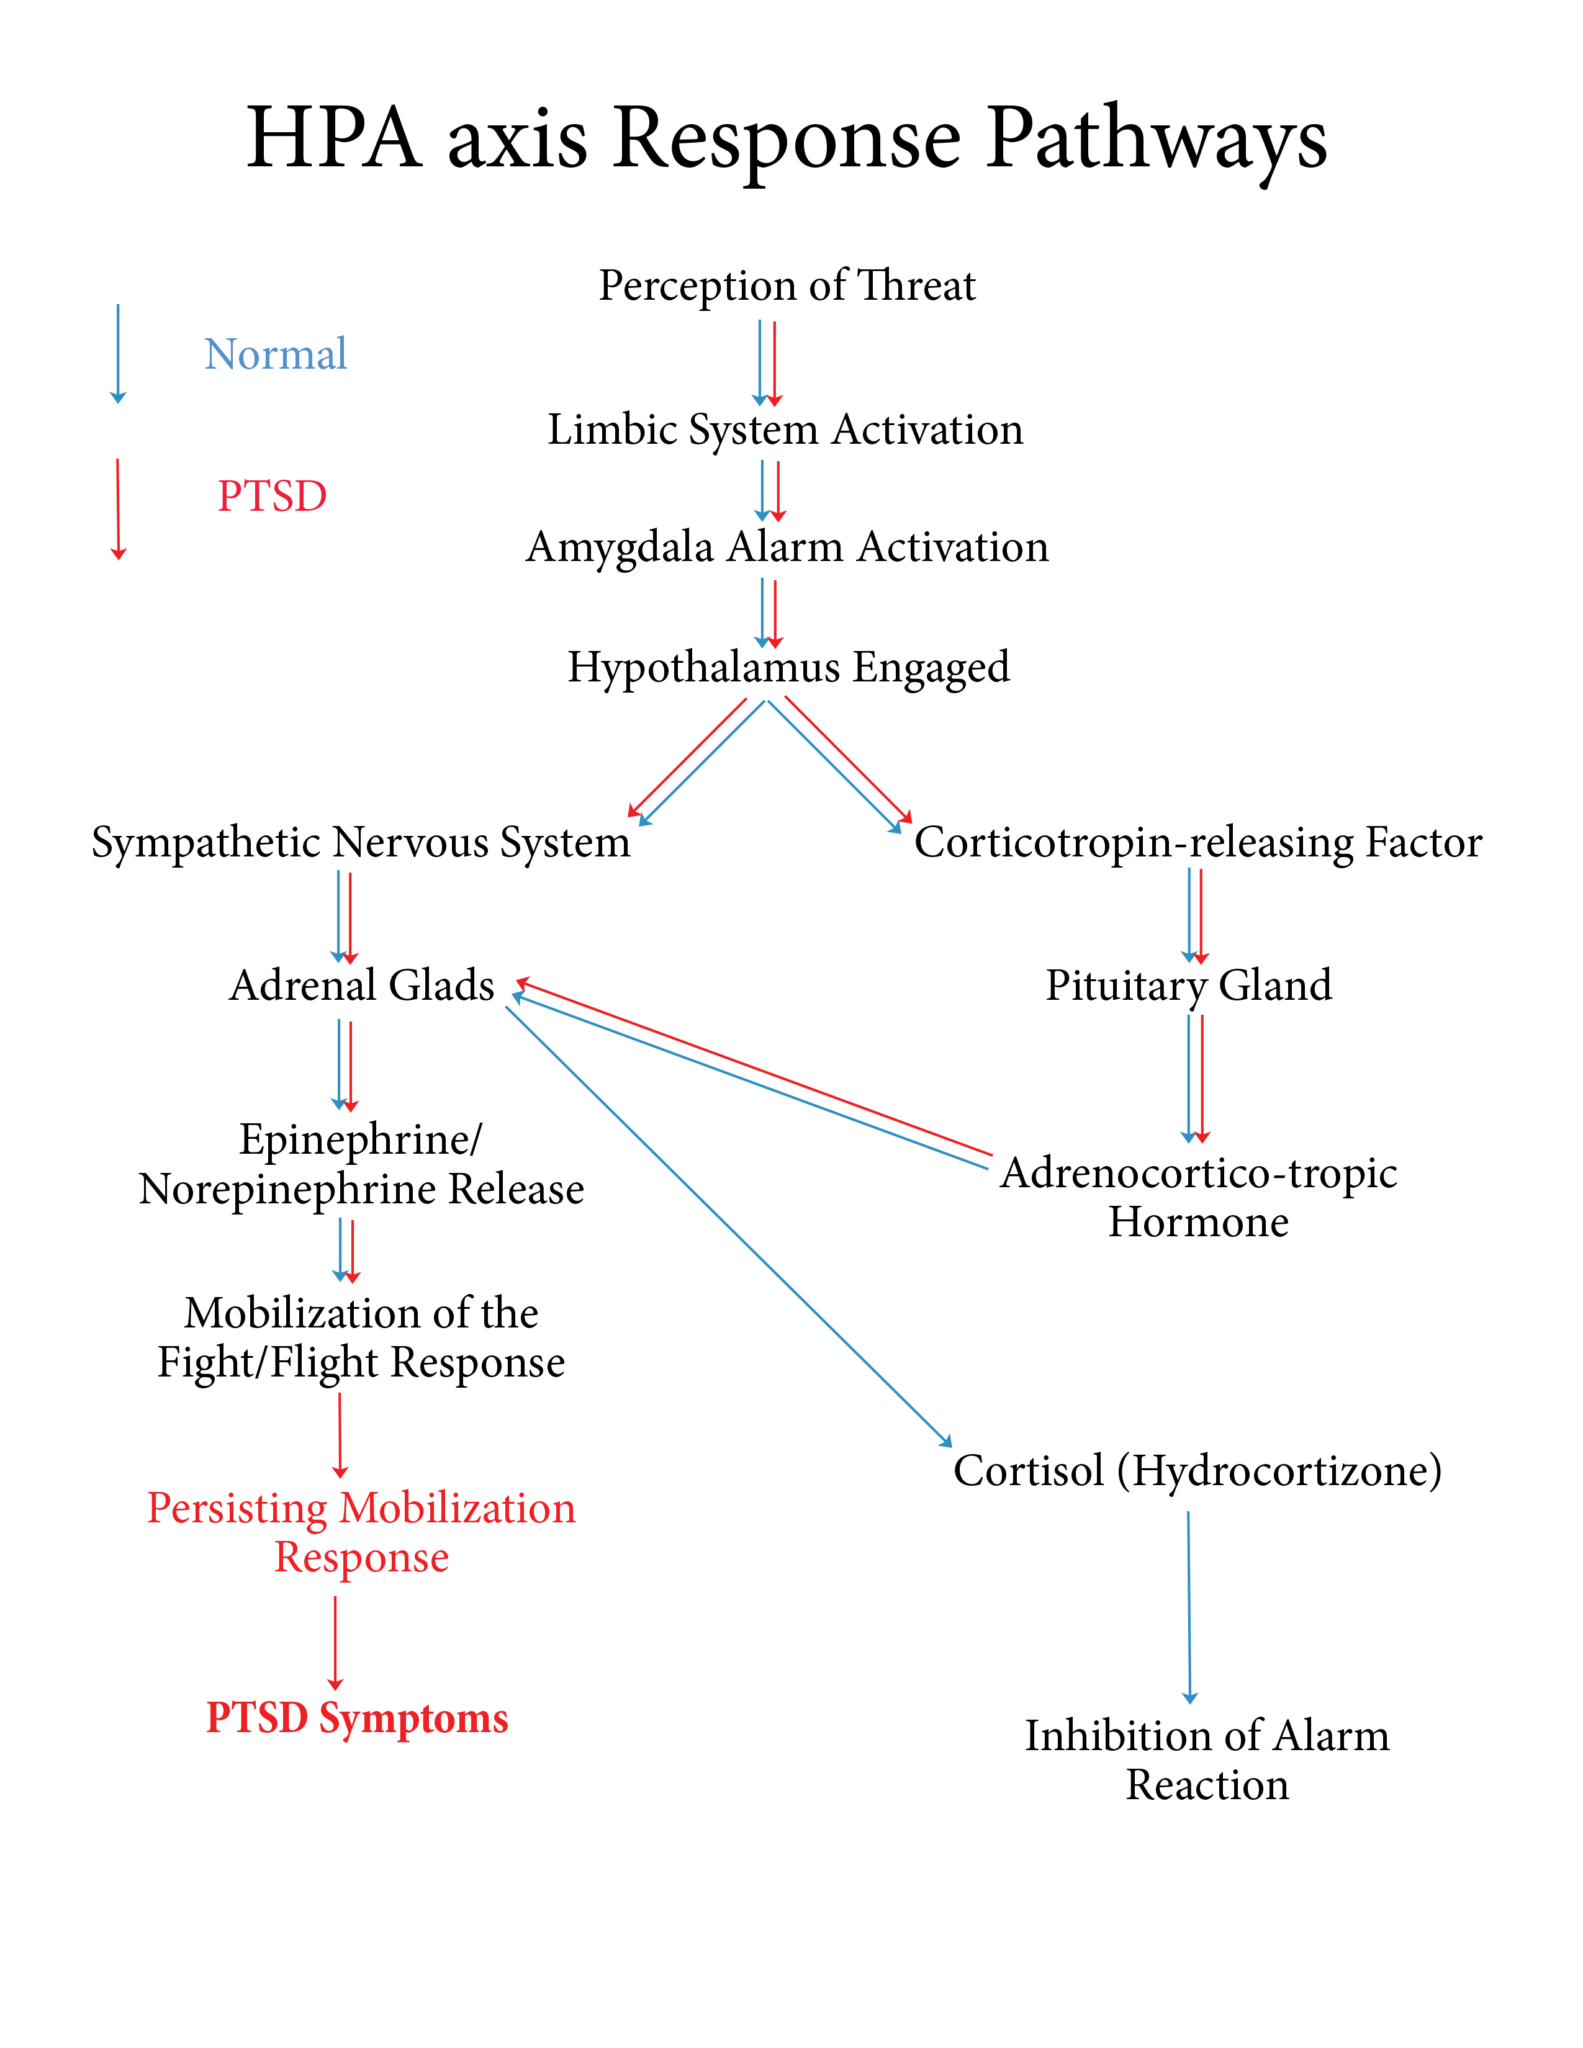 HPA axis Response Pathways
Perception of Threat
Normal
Limbic System Activation
PTSD
Amygdala Alarm Activation
Hypothalamus Engaged
Sympathetic Nervous System
Corticotropin-releasing Factor
Adrenal Glads
Pituitary Gland
Epinephrine/
Norepinephrine Release
Adrenocortico-tropic
Hormone
Mobilization of the
Fight/Flight Response
Cortisol (Hydrocortizone)
Persisting Mobilization
Response
PTSD Symptoms
Inhibition of Alarm
Reaction